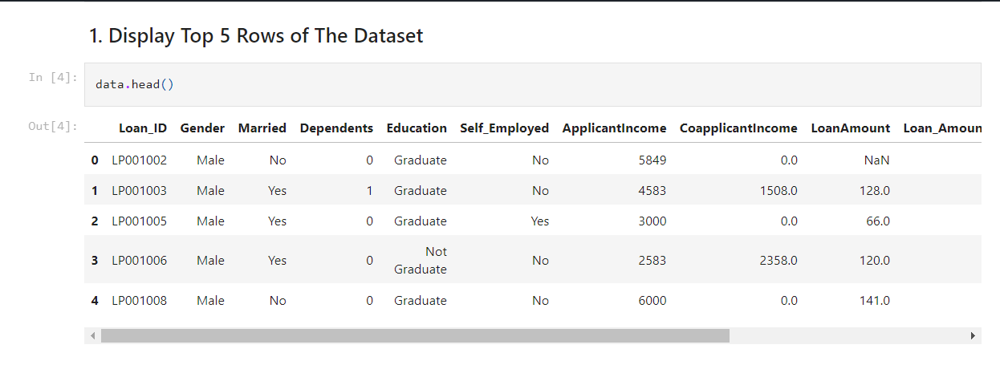 1. Display Top 5 Rows of The Dataset
In [4]: data.head()
Out[4]: Loan_ID Gender Married Dependents Education Self_Employed ApplicantIncome CoapplicantIncome LoanAmount Loan_Amoun
0 LP001002 Male No 0 Graduate No 5849 0.0 NaN
1 LP001003 Male Yes 1 Graduate No 4583 1508.0 128.0
2 LP001005 Male Yes 0 Graduate Yes 3000 0.0 66.0
3 LP001006 Male Yes 0 Not Graduate No 2583 2358.0 120.0
4 LP001008 Male No 0 Graduate No 6000 0.0 141.0